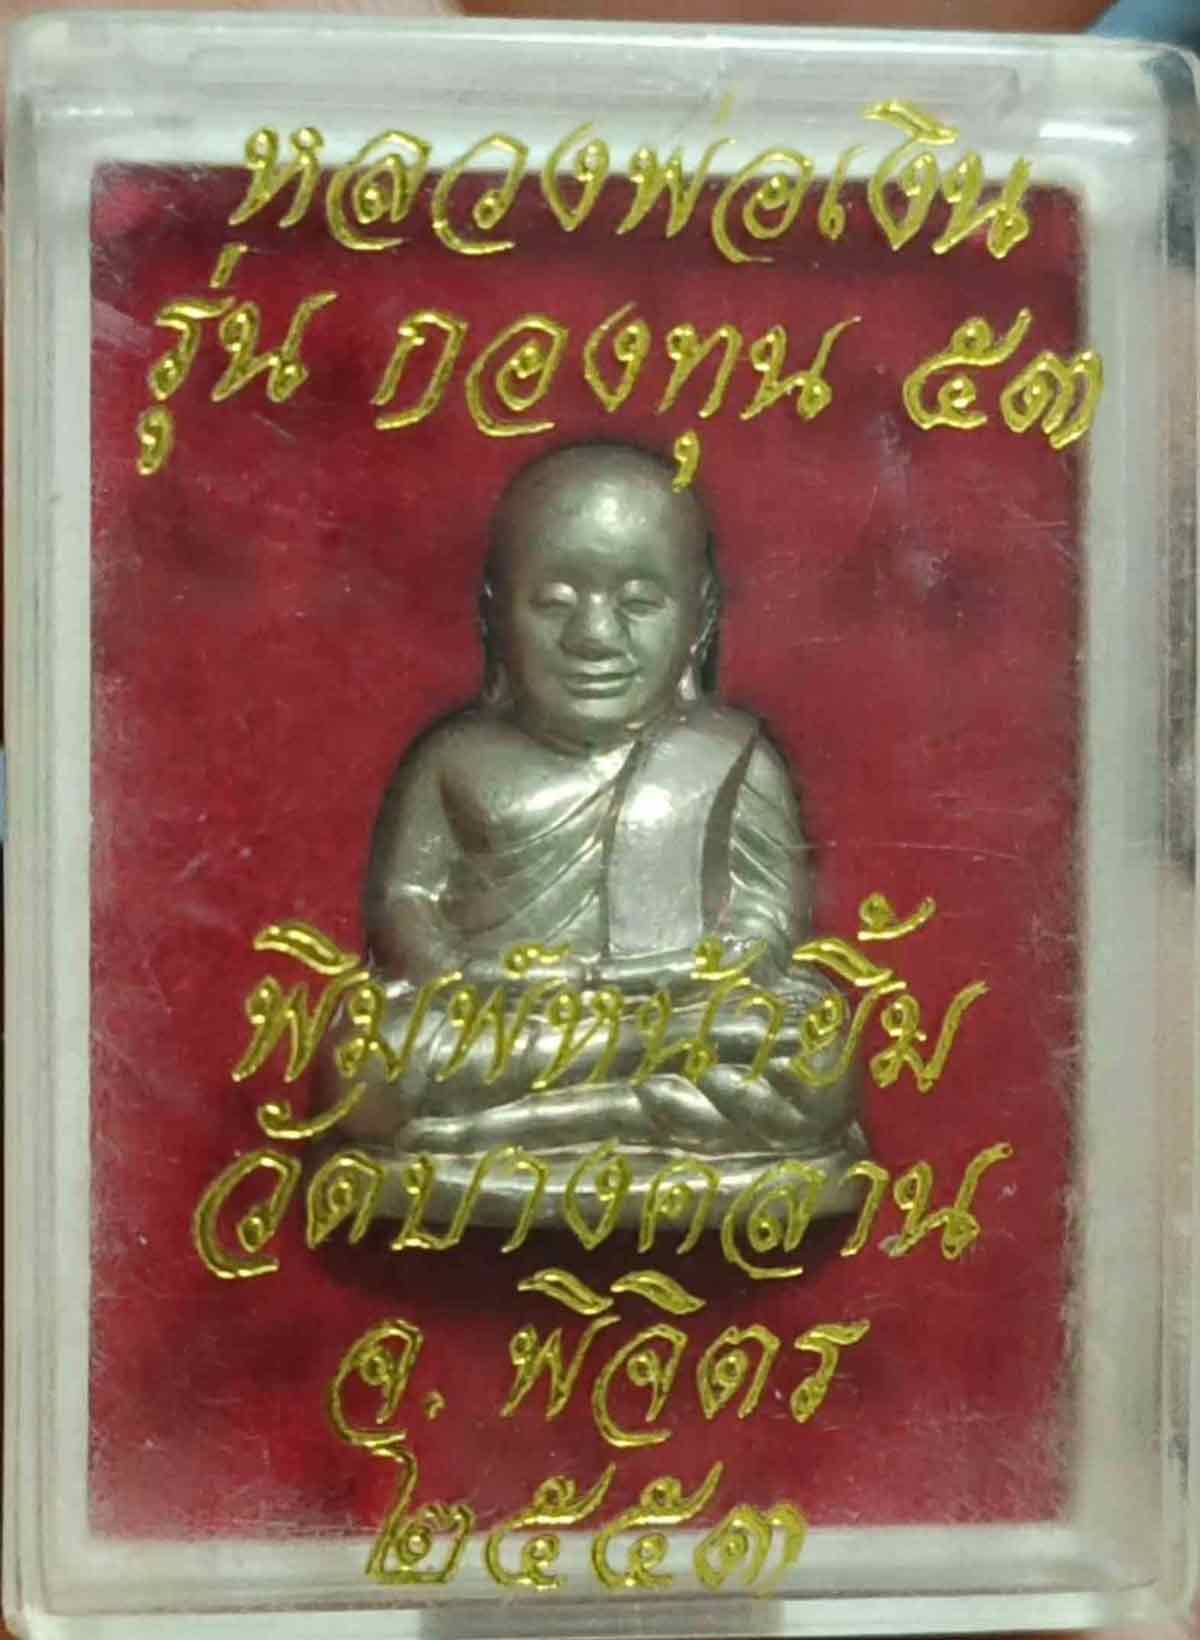 หลวงพ่อเงิน
รุ่น กองทุน ๕๓
พิมพ์หน้ายิ้ม
วัดบางคลาน
จ. พิจิตร
๒๕๕๓